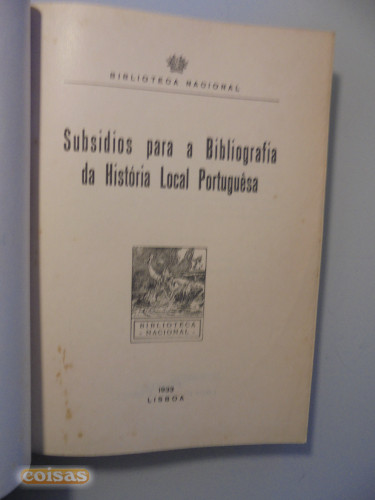 BIBLIOTECA NACIONAL
Subsídios para a Bibliografia
da História Local Portuguêsa
BIBLIOTECA
NACIONAL
1933
LISBOA
coisas